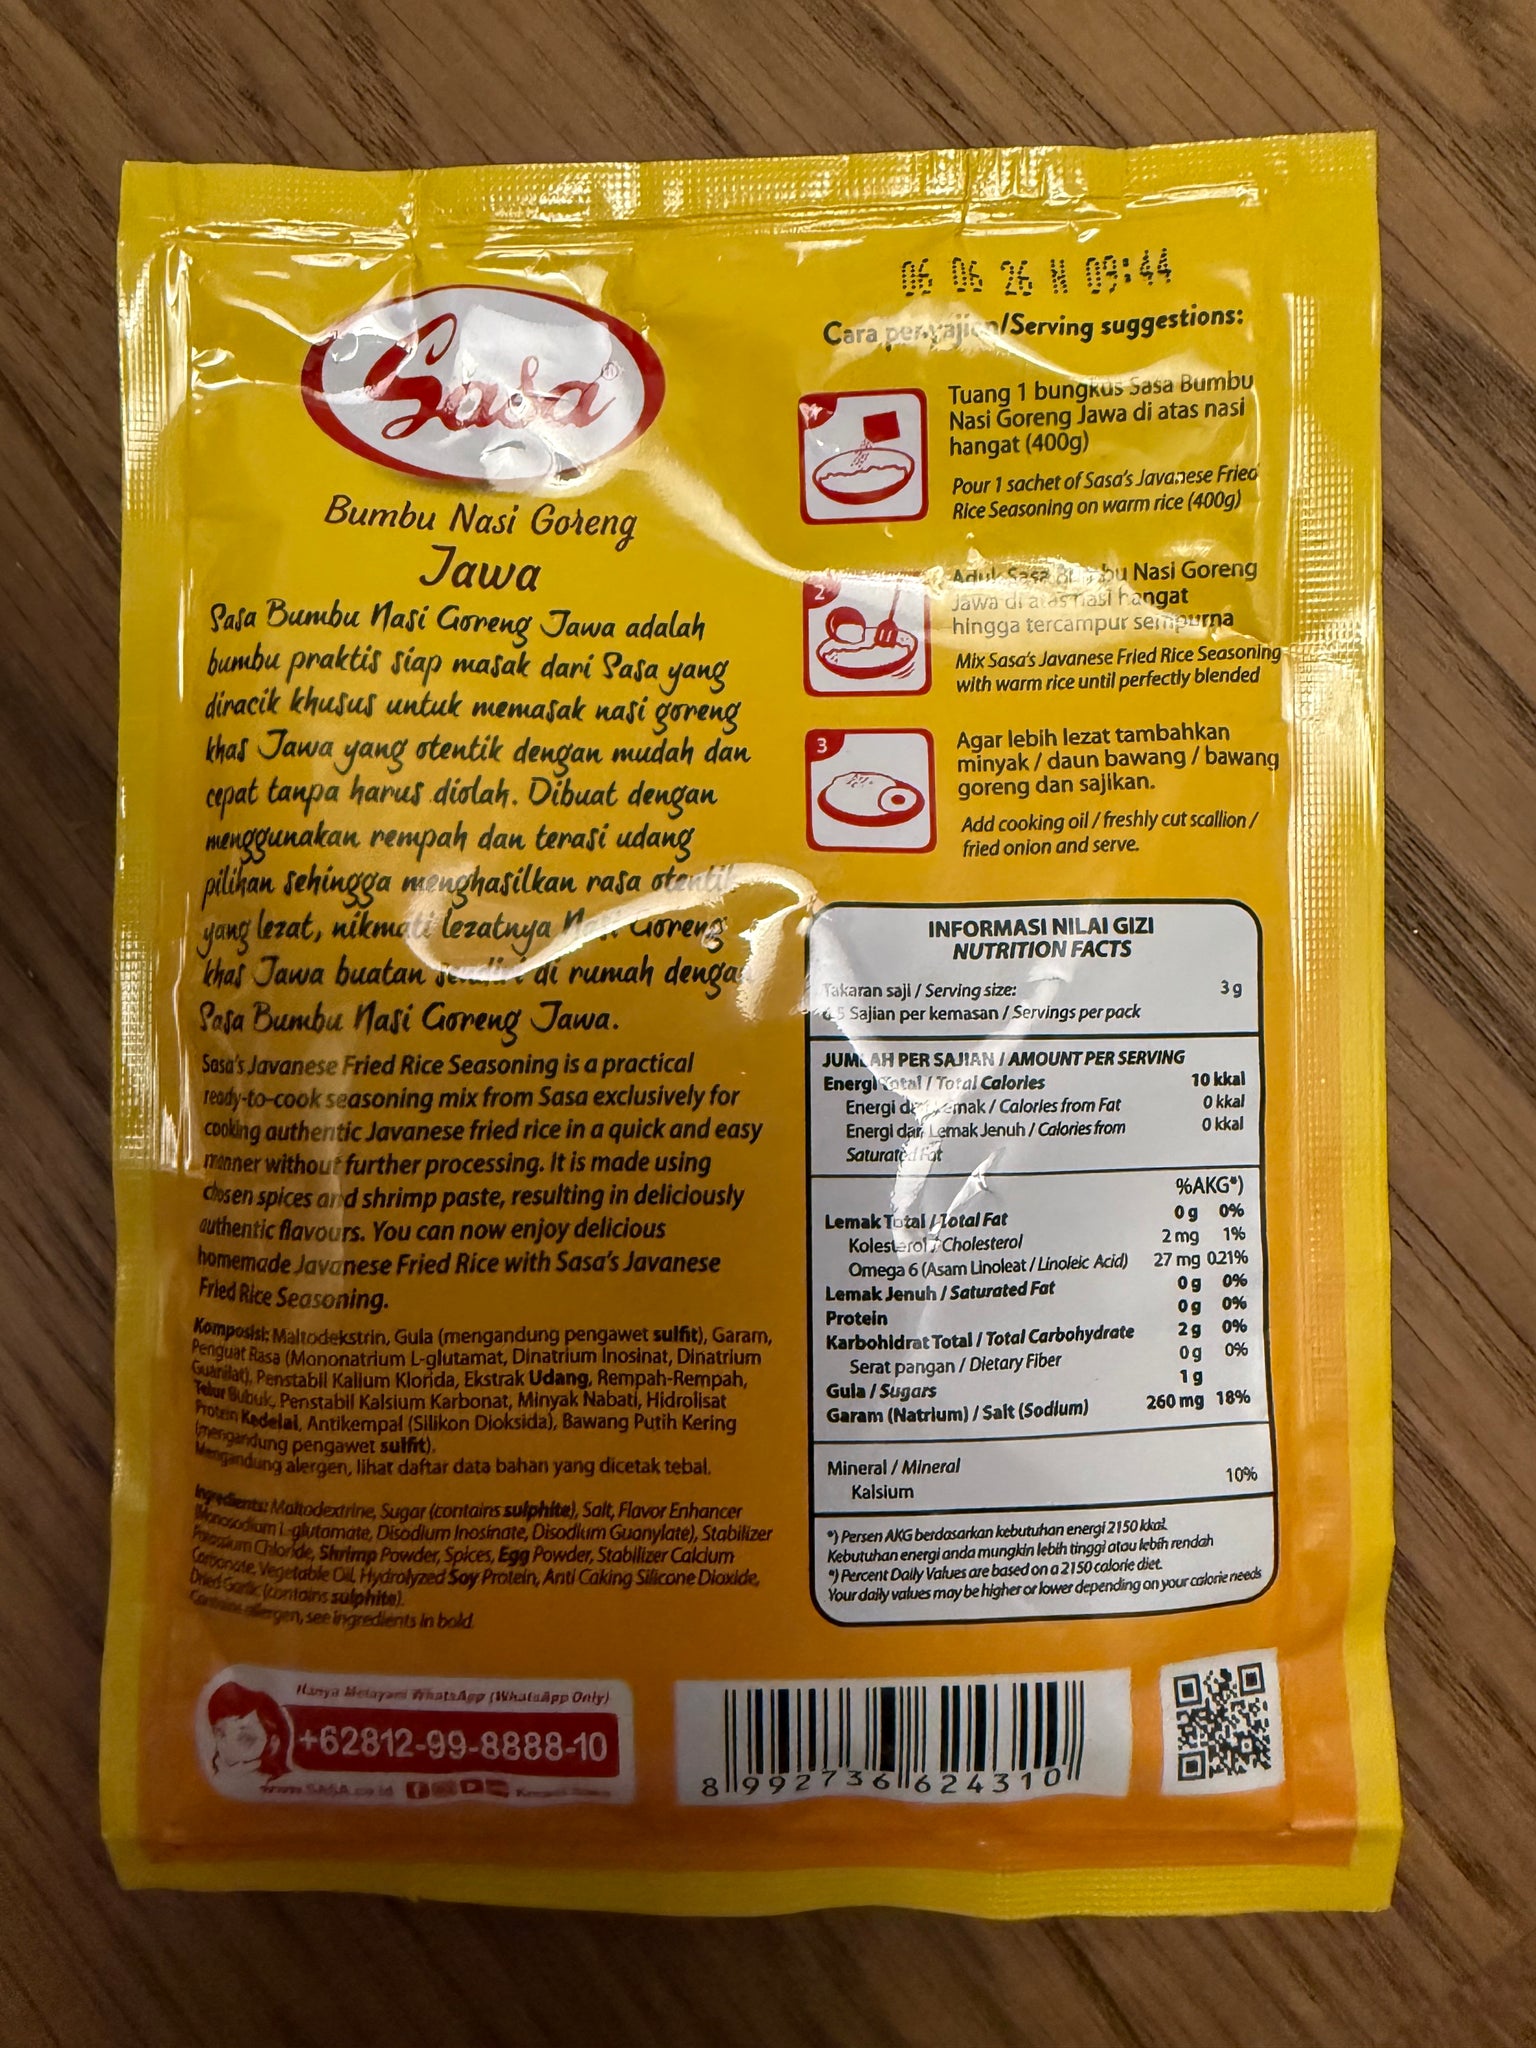 06 06 26 N 09:44
Sasa®
Bumbu Nasi Goreng
Jawa
Sasa Bumbu Nasi Goreng Jawa adalah
bumbu praktis siap masak dari Sasa yang
diracik khusus untuk memasak nasi goreng
khas Jawa yang otentik dengan mudah dan
cepat tanpa harus diolah. Dibuat dengan
menggunakan rempah dan terasi udang
pilihan sehingga menghasilkan rasa otentik
yang lezat, nikmati lezatnya Nasi Goreng
khas Jawa buatan sendiri di rumah dengan
Sasa Bumbu Nasi Goreng Jawa.
Sasa's Javanese Fried Rice Seasoning is a practical
ready-to-cook seasoning mix from Sasa exclusively for
cooking authentic Javanese fried rice in a quick and easy
manner without further processing. It is made using
chosen spices and shrimp paste, resulting in deliciously
authentic flavours. You can now enjoy delicious
homemade Javanese Fried Rice with Sasa's Javanese
Fried Rice Seasoning.
Komposisi: Maltodekstrin, Gula (mengandung pengawet sulfit), Garam,
Penguat Rasa (Mononatrium L-glutamat, Dinatrium Inosinat, Dinatrium
Guanilat), Penstabil Kalium Klorida, Ekstrak Udang, Rempah-Rempah,
Telur Bubuk, Penstabil Kalsium Karbonat, Minyak Nabati, Hidrolisat
Protein Kedelai, Antikempal (Silikon Dioksida), Bawang Putih Kering
(mengandung pengawet sulfit).
Mengandung alergen, lihat daftar data bahan yang dicetak tebal.
Ingredients: Maltodextrine, Sugar (contains sulphite), Salt, Flavor Enhancer
(Monosodium L-glutamate, Disodium Inosinate, Disodium Guanylate), Stabilizer
Potassium Chloride, Shrimp Powder, Spices, Egg Powder, Stabilizer Calcium
Carbonate, Vegetable Oil, Hydrolyzed Soy Protein, Anti Caking Silicone Dioxide,
Dried Garlic (contains sulphite).
Contains allergen, see ingredients in bold.
Hanya Melayani WhatsApp (WhatsApp Only)
+62812-99-8888-10
www.SASA.co.id
Cara penyajian/Serving suggestions:
1
Tuang 1 bungkus Sasa Bumbu
Nasi Goreng Jawa di atas nasi
hangat (400g)
Pour 1 sachet of Sasa's Javanese Fried
Rice Seasoning on warm rice (400g)
2
Aduk Sasa Bumbu Nasi Goreng
Jawa di atas nasi hangat
hingga tercampur sempurna
Mix Sasa's Javanese Fried Rice Seasoning
with warm rice until perfectly blended
3
Agar lebih lezat tambahkan
minyak / daun bawang / bawang
goreng dan sajikan.
Add cooking oil / freshly cut scallion /
fried onion and serve.
INFORMASI NILAI GIZI
NUTRITION FACTS
Takaran saji / Serving size: 3 g
6.5 Sajian per kemasan / Servings per pack
JUMLAH PER SAJIAN / AMOUNT PER SERVING
Energi Total / Total Calories 10 kkal
Energi dari Lemak / Calories from Fat 0 kkal
Energi dari Lemak Jenuh / Calories from 0 kkal
Saturated Fat
%AKG*)
Lemak Total / Total Fat 0 g 0%
Kolesterol / Cholesterol 2 mg 1%
Omega 6 (Asam Linoleat / Linoleic Acid) 27 mg 0.21%
Lemak Jenuh / Saturated Fat 0 g 0%
Protein 0 g 0%
Karbohidrat Total / Total Carbohydrate 2 g 0%
Serat pangan / Dietary Fiber 0 g 0%
Gula / Sugars 1 g
Garam (Natrium) / Salt (Sodium) 260 mg 18%
Mineral / Mineral
Kalsium 10%
*) Persen AKG berdasarkan kebutuhan energi 2150 kkal.
Kebutuhan energi anda mungkin lebih tinggi atau lebih rendah
*) Percent Daily Values are based on a 2150 calorie diet.
Your daily values may be higher or lower depending on your calorie needs
8 992736 624310